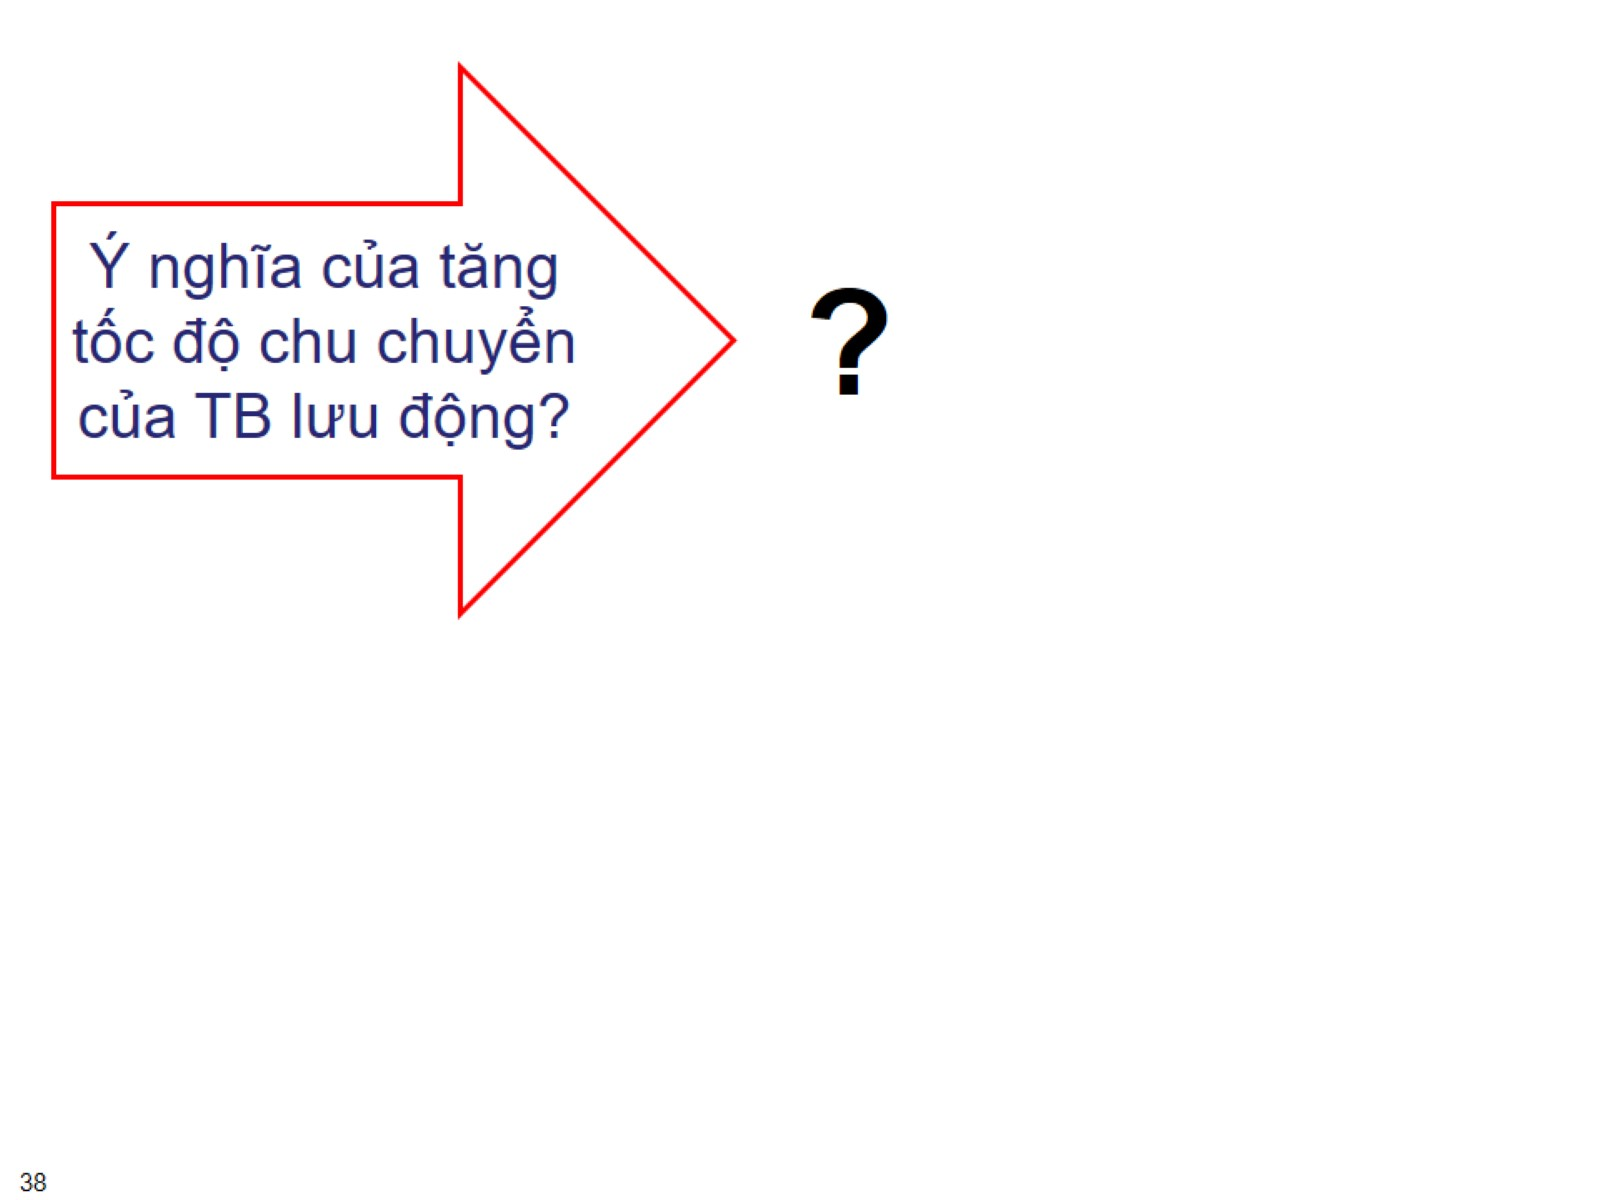 Ý nghĩa của tăng
tốc độ chu chuyển
của TB lưu động?
?
38